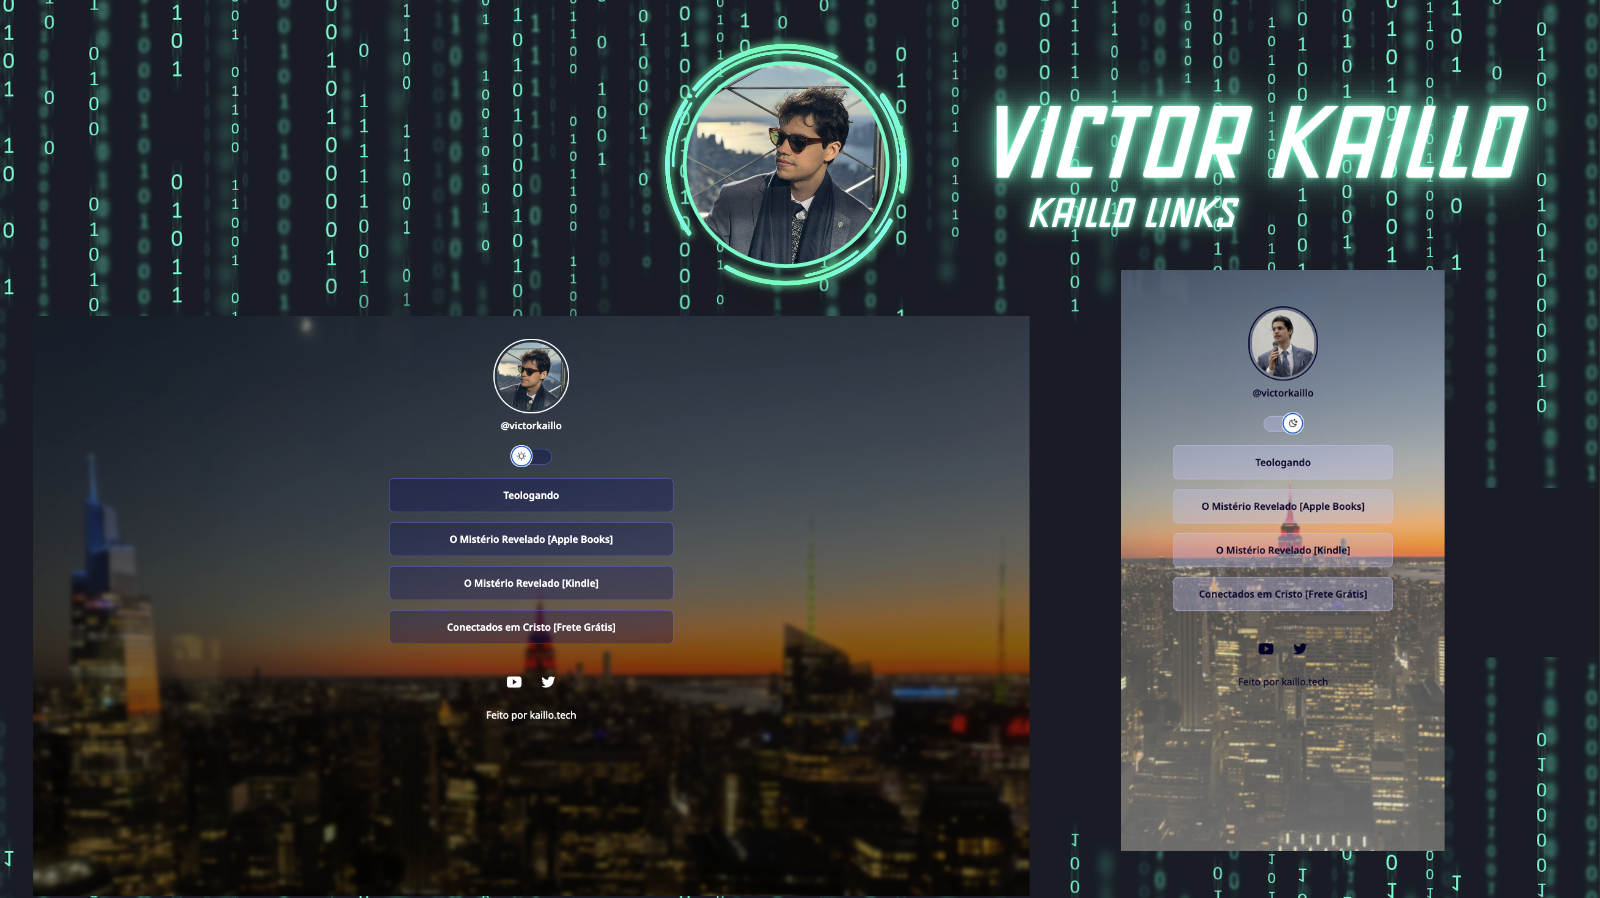 VICTOR KAILLO
KAILLO LINKS
@victorkaillo
Teologando
O Mistério Revelado [Apple Books]
O Mistério Revelado [Kindle]
Conectados em Cristo [Frete Grátis]
Feito por kaillo.tech
@victorkaillo
Teologando
O Mistério Revelado [Apple Books]
O Mistério Revelado [Kindle]
Conectados em Cristo [Frete Grátis]
Feito por kaillo.tech